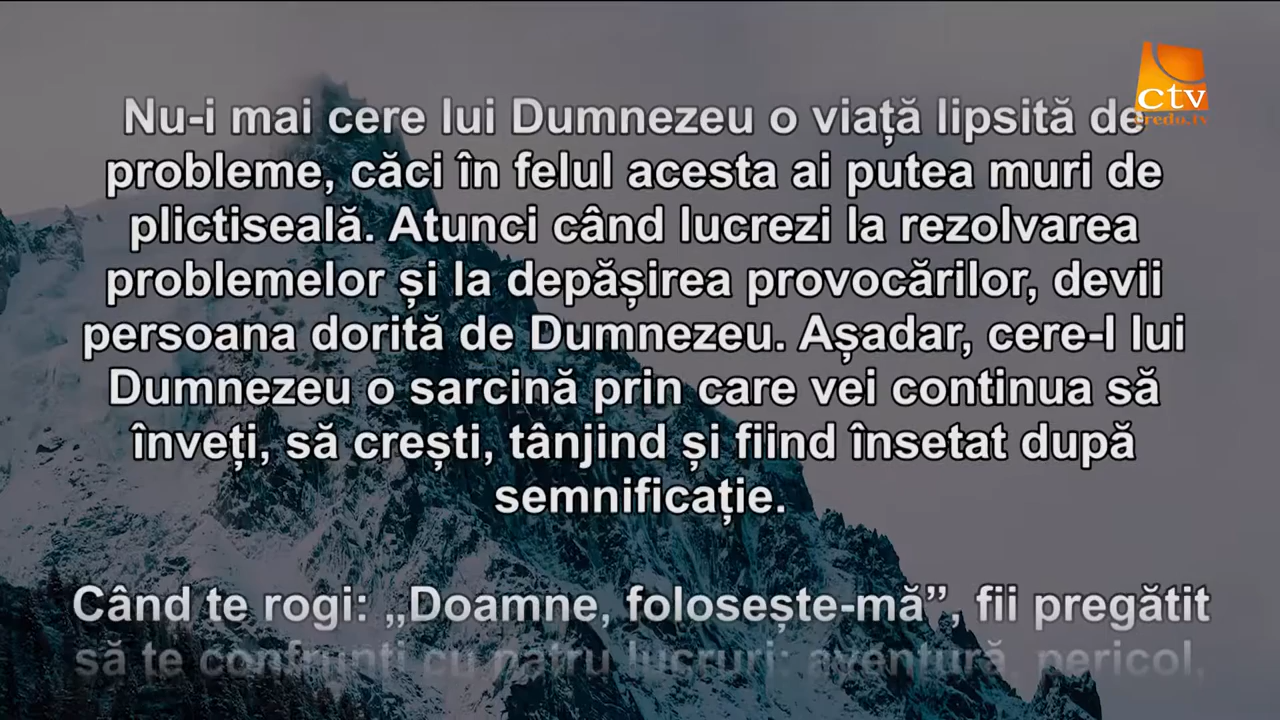 Nu-i mai cere lui Dumnezeu o viață lipsită de
probleme, căci în felul acesta ai putea muri de
plictiseală. Atunci când lucrezi la rezolvarea
problemelor și la depășirea provocărilor, devii
persoana dorită de Dumnezeu. Așadar, cere-I lui
Dumnezeu o sarcină prin care vei continua să
înveți, să crești, tânjind și fiind însetat după
semnificație.
Când te rogi: „Doamne, folosește-mă”, fii pregătit
să te confrunți cu patru lucruri: aventură, pericol,
ctv
credo.tv